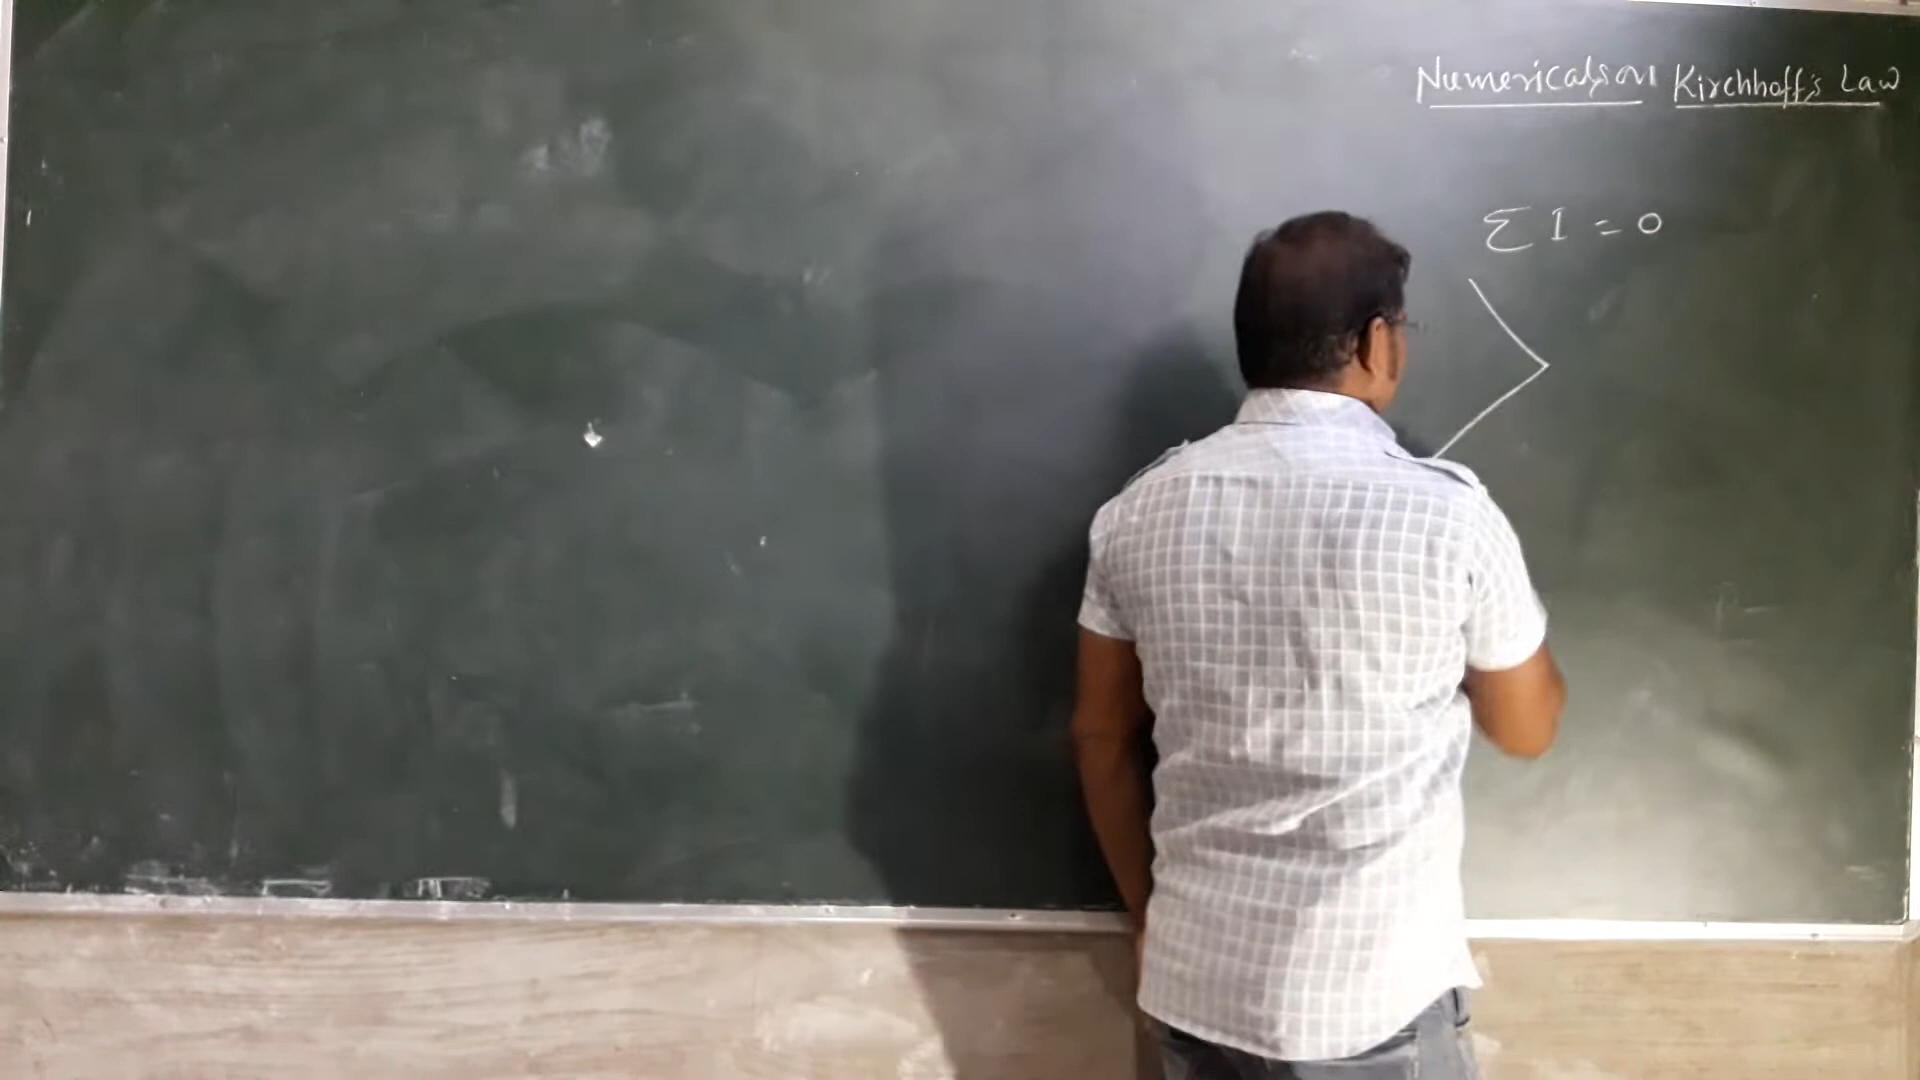 Numericals on Kirchhoff's Law
Σ I = 0